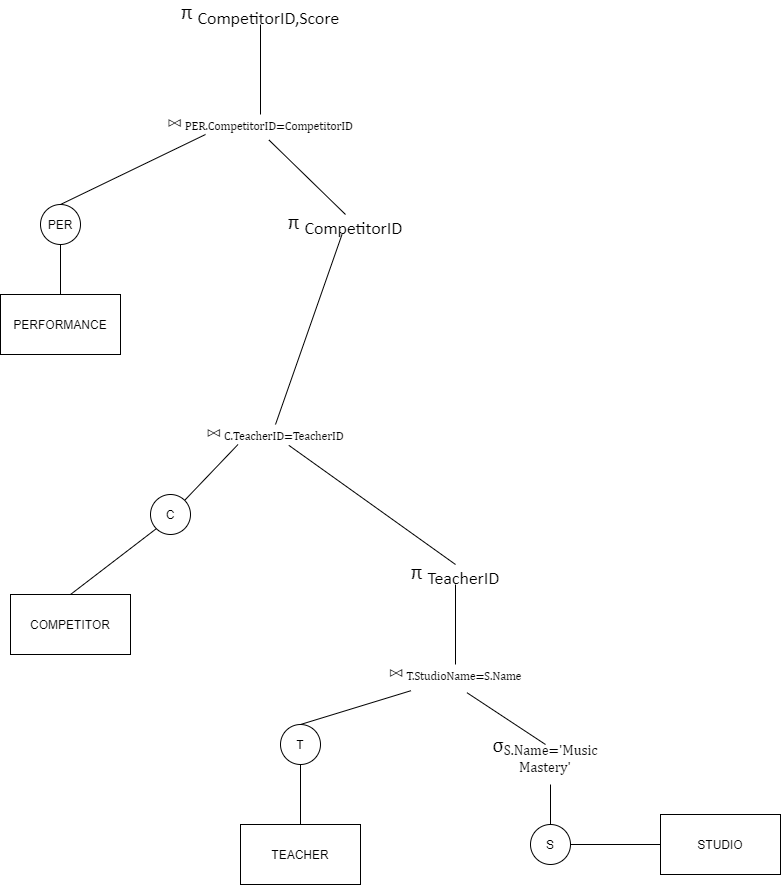 π CompetitorID,Score
⋈ PER.CompetitorID=CompetitorID
PER
π CompetitorID
PERFORMANCE
⋈ C.TeacherID=TeacherID
C
π TeacherID
COMPETITOR
⋈ T.StudioName=S.Name
T
σS.Name='Music
Mastery'
S
STUDIO
TEACHER